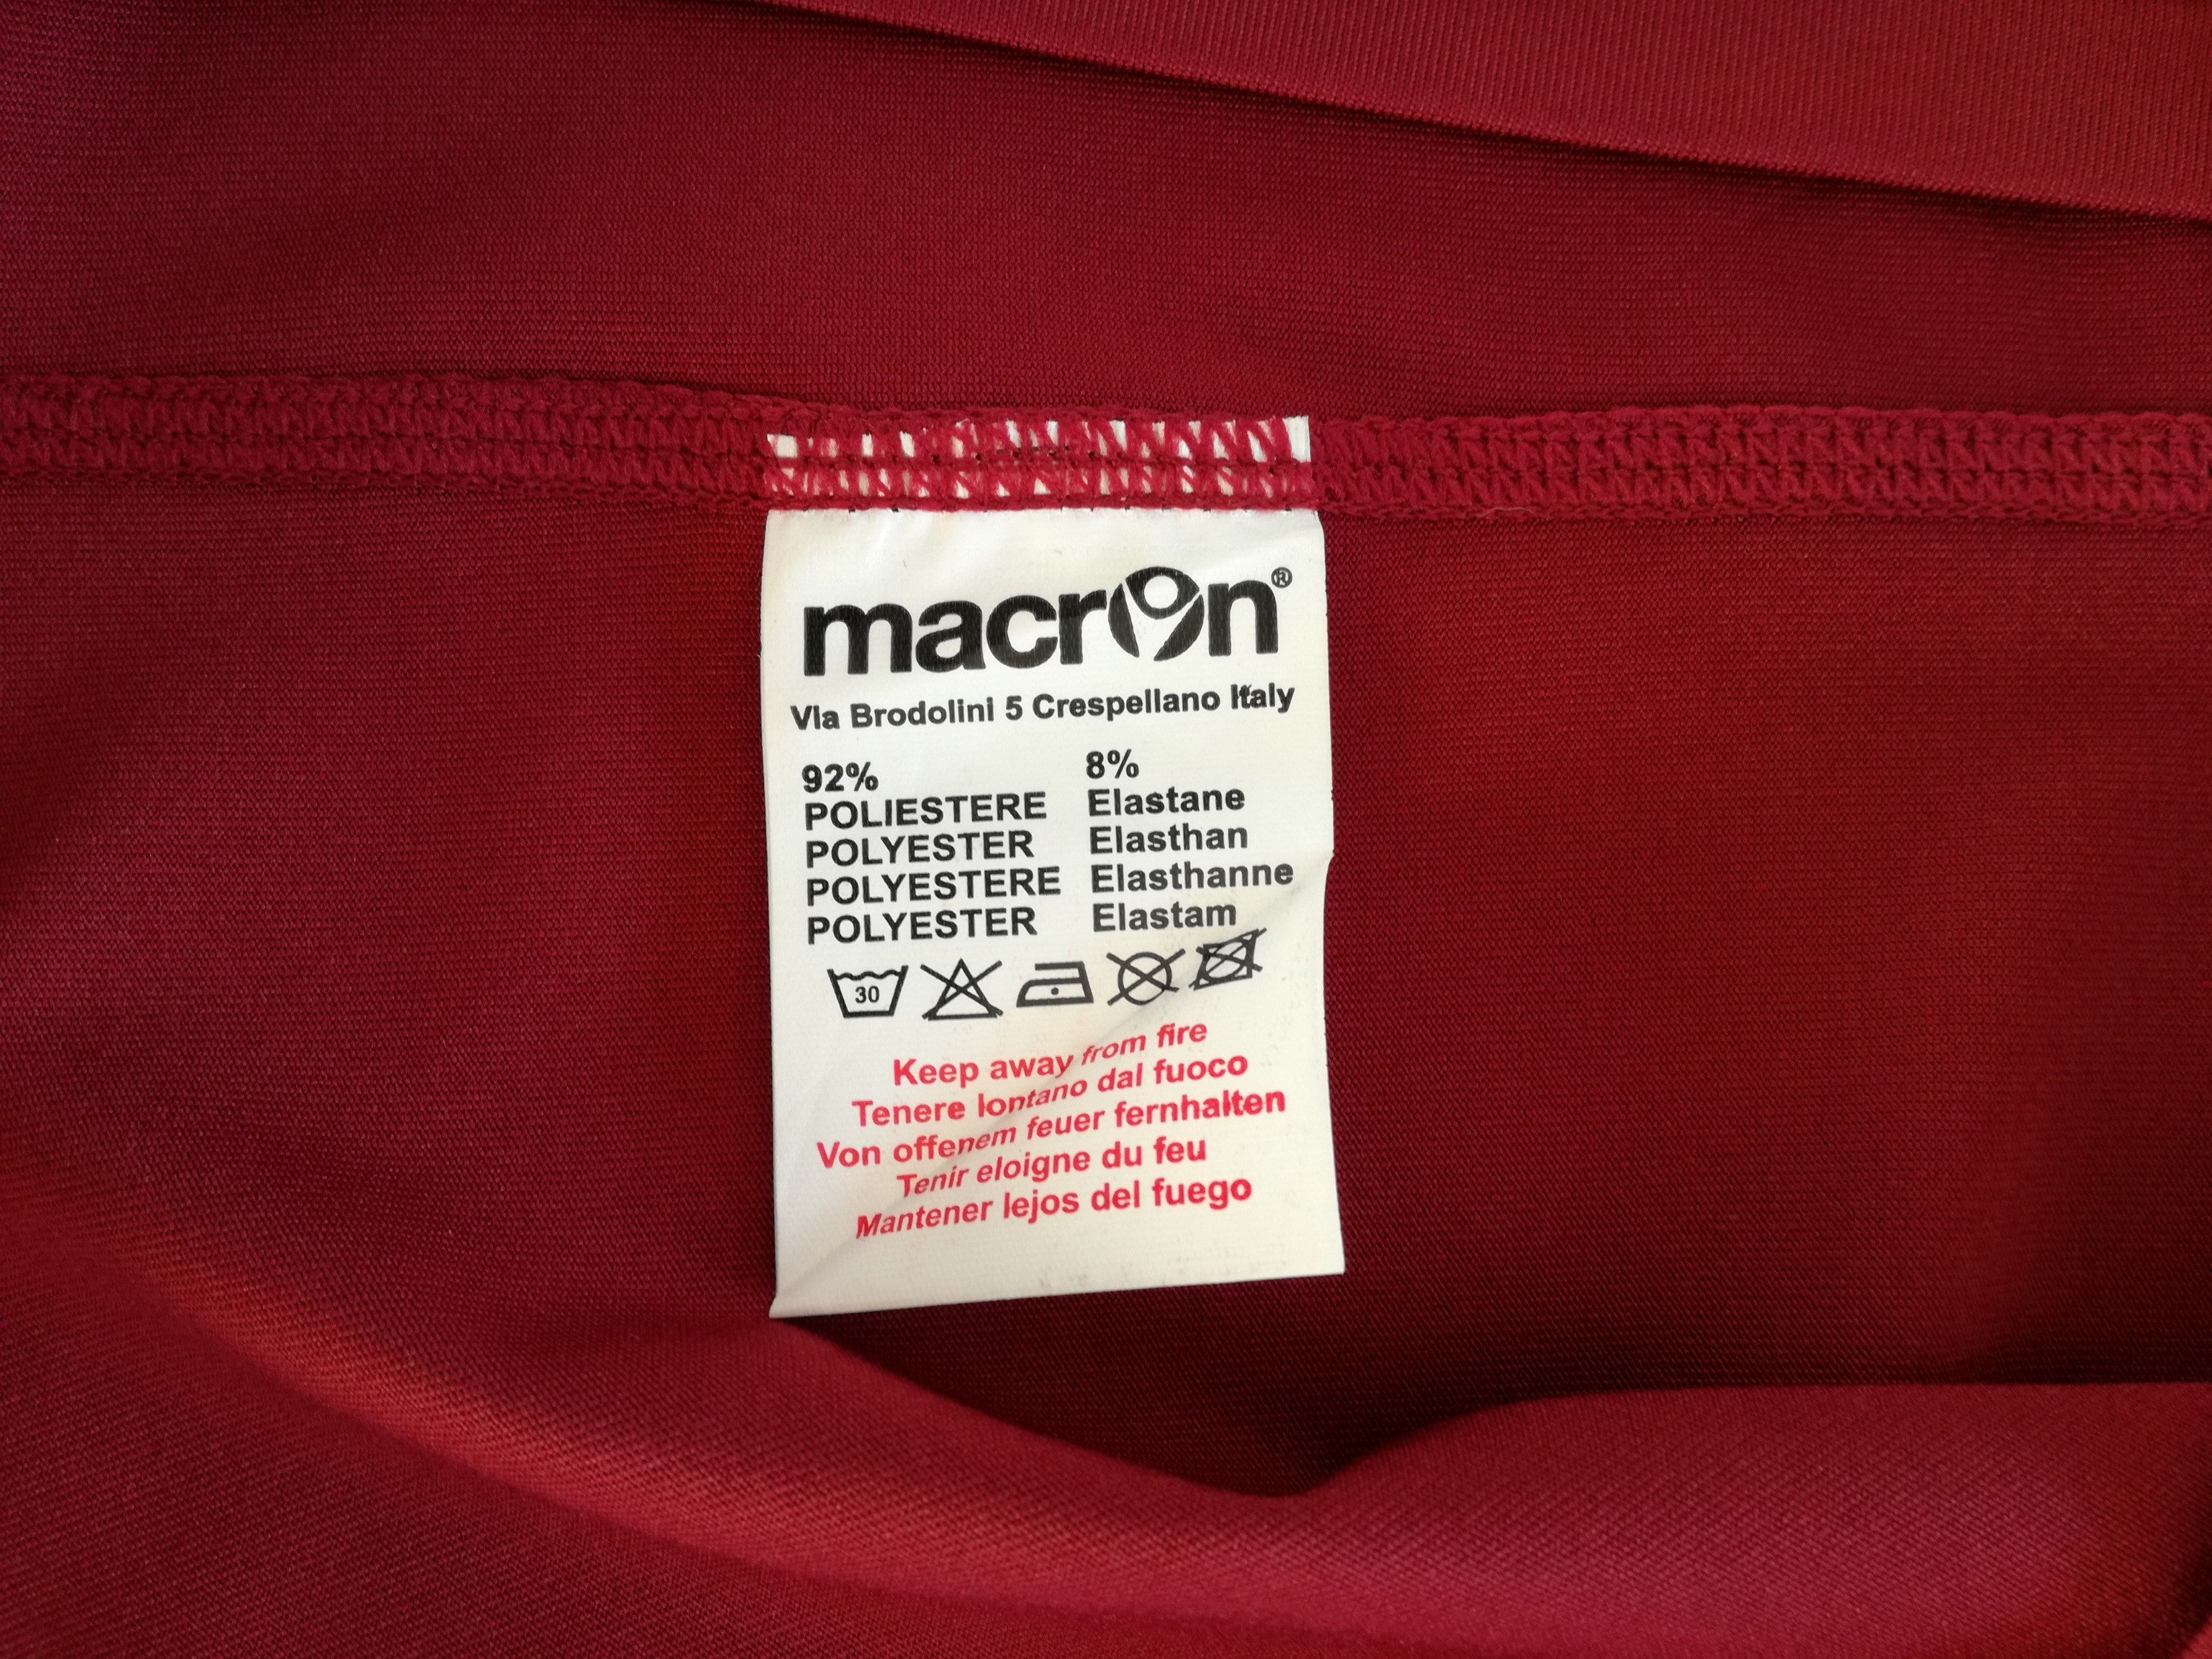 macron®
Via Brodolini 5 Crespellano Italy
92%
POLIESTERE
POLYESTER
POLYESTERE
POLYESTER
8%
Elastane
Elasthan
Elasthanne
Elastam
30
Keep away from fire
Tenere lontano dal fuoco
Von offenem feuer fernhalten
Tenir eloigne du feu
Mantener lejos del fuego